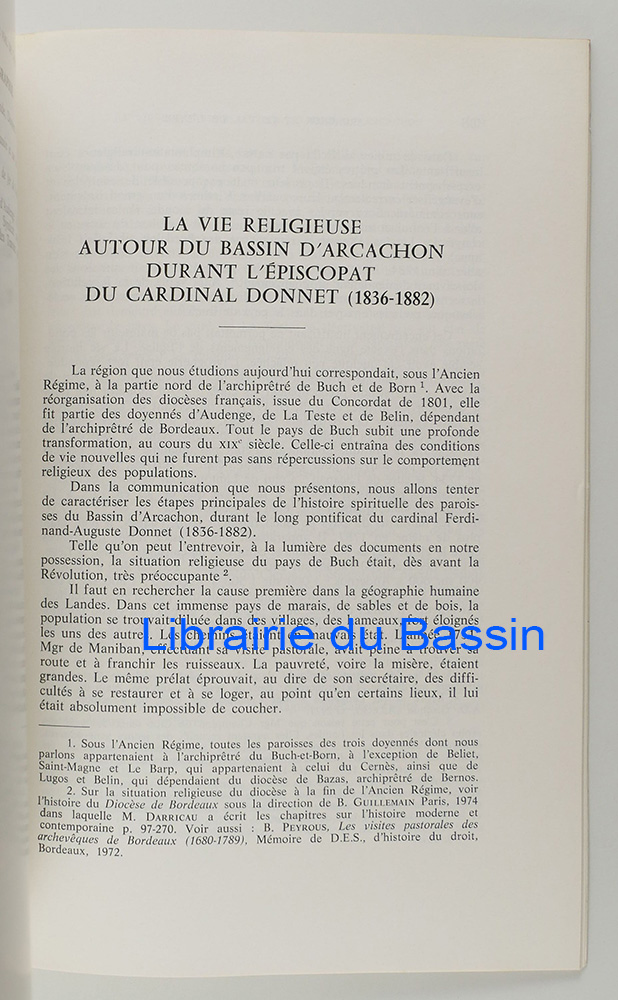 LA VIE RELIGIEUSE
AUTOUR DU BASSIN D'ARCACHON
DURANT L'ÉPISCOPAT
DU CARDINAL DONNET (1836-1882)
La région que nous étudions aujourd'hui correspondait, sous l'Ancien
Régime, à la partie nord de l'archiprêtré de Buch et de Born 1. Avec la
réorganisation des diocèses français, issue du Concordat de 1801, elle
fit partie des doyennés d'Audenge, de La Teste et de Belin, dépendant
de l'archiprêtré de Bordeaux. Tout le pays de Buch subit une profonde
transformation, au cours du XIXe siècle. Celle-ci entraîna des conditions
de vie nouvelles qui ne furent pas sans répercussions sur le comportement
religieux des populations.
Dans la communication que nous présentons, nous allons tenter
de caractériser les étapes principales de l'histoire spirituelle des parois-
ses du Bassin d'Arcachon, durant le long pontificat du cardinal Ferdi-
nand-Auguste Donnet (1836-1882).
Telle qu'on peut l'entrevoir, à la lumière des documents en notre
possession, la situation religieuse du pays de Buch était, dès avant la
Révolution, très préoccupante 2.
Il faut en rechercher la cause première dans la géographie humaine
des Landes. Dans cet immense pays de marais, de sables et de bois, la
population se trouvait diluée dans des villages, des hameaux fort éloignés
les uns des autres. Les chemins étaient en mauvais état.
Librairie du Bassin
Mgr de Maniban, effectuant sa visite pastorale, avait peine à trouver sa
route et à franchir les ruisseaux. La pauvreté, voire la misère, étaient
grandes. Le même prélat éprouvait, au dire de son secrétaire, des diffi-
cultés à se restaurer et à se loger, au point qu'en certains lieux, il lui
était absolument impossible de coucher.
1. Sous l'Ancien Régime, toutes les paroisses des trois doyennés dont nous
parlons appartenaient à l'archiprêtré du Buch-et-Born, à l'exception de Beliet,
Saint-Magne et Le Barp, qui appartenaient à celui du Cernès, ainsi que de
Lugos et Belin, qui dépendaient du diocèse de Bazas, archiprêtré de Bernos.
2. Sur la situation religieuse du diocèse à la fin de l'Ancien Régime, voir
l'histoire du Diocèse de Bordeaux sous la direction de B. GUILLEMAIN Paris, 1974
dans laquelle M. DARRICAU a écrit les chapitres sur l'histoire moderne et
contemporaine p. 97-270. Voir aussi : B. PEYROUS, Les visites pastorales des
archevêques de Bordeaux (1680-1789), Mémoire de D.E.S., d'histoire du droit,
Bordeaux, 1972.